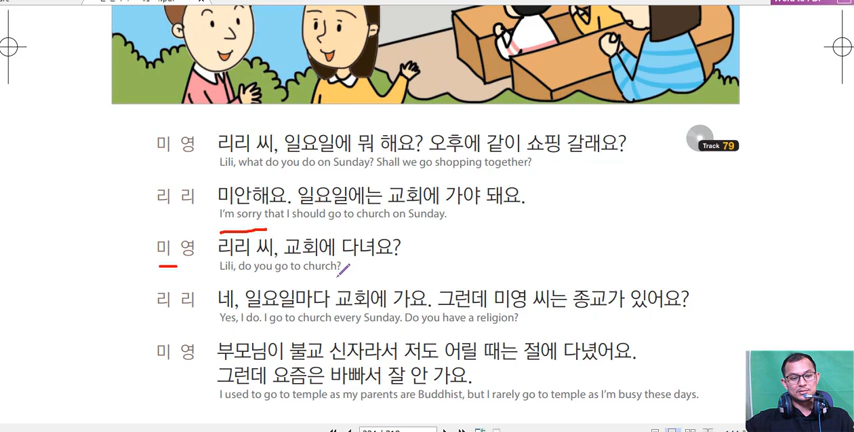 미 영 리리 씨, 일요일에 뭐 해요? 오후에 같이 쇼핑 갈래요?
Lili, what do you do on Sunday? Shall we go shopping together?
Track 79
리 리 미안해요. 일요일에는 교회에 가야 돼요.
I'm sorry that I should go to church on Sunday.
미 영 리리 씨, 교회에 다녀요?
Lili, do you go to church?
리 리 네, 일요일마다 교회에 가요. 그런데 미영 씨는 종교가 있어요?
Yes, I do. I go to church every Sunday. Do you have a religion?
미 영 부모님이 불교 신자라서 저도 어릴 때는 절에 다녔어요.
그런데 요즘은 바빠서 잘 안 가요.
I used to go to temple as my parents are Buddhist, but I rarely go to temple as I'm busy these days.